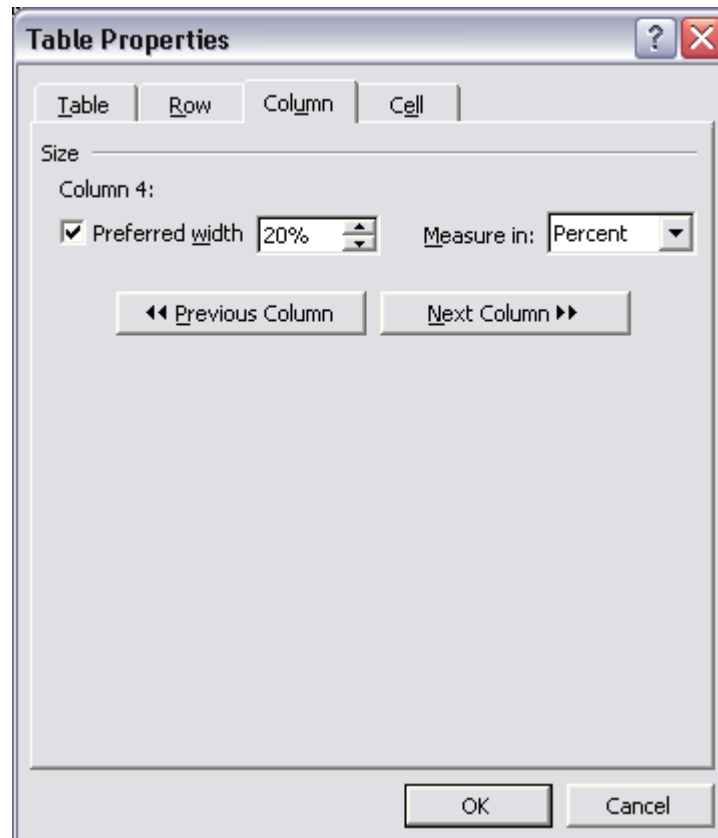 Table Properties ?
Table Row Column Cell
Size
Column 4:
Preferred width 20% Measure in: Percent
Previous Column Next Column
OK Cancel